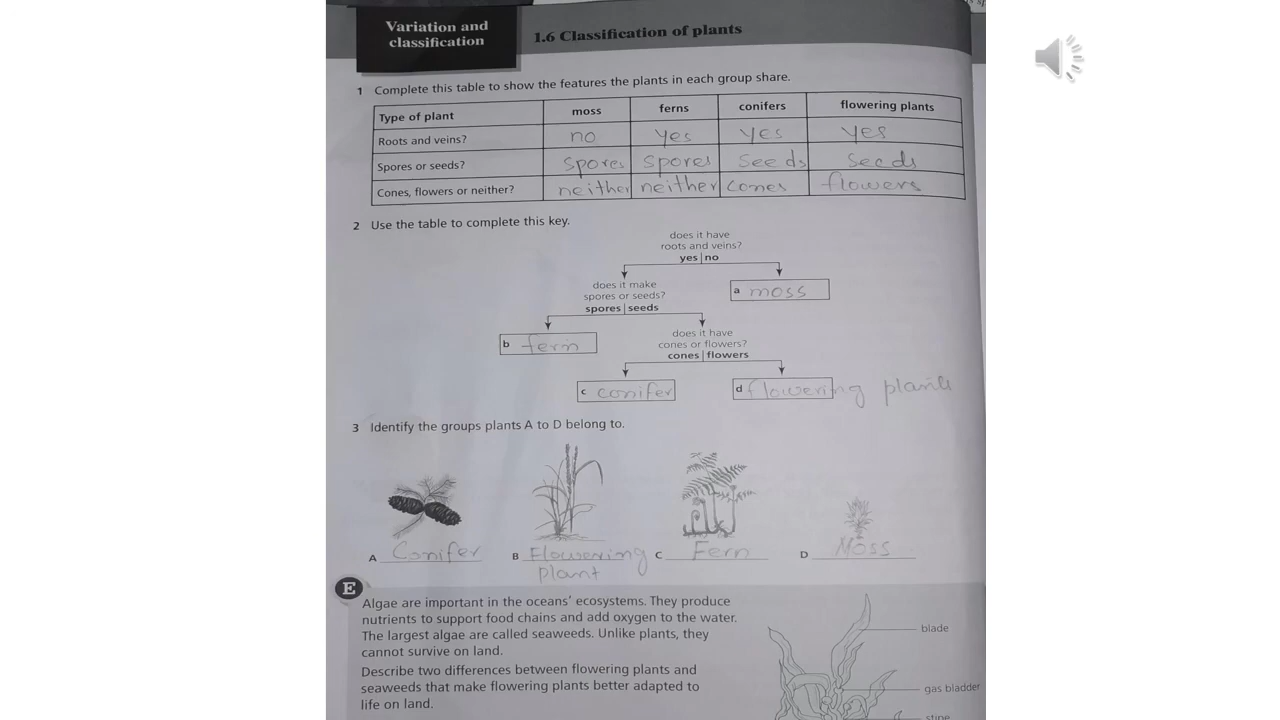 Variation and
classification
1.6 Classification of plants
1 Complete this table to show the features the plants in each group share.
Type of plant moss ferns conifers flowering plants
Roots and veins? no yes yes yes
Spores or seeds? spores spores seeds seeds
Cones, flowers or neither? neither neither cones flowers
2 Use the table to complete this key.
does it have
roots and veins?
yes no
does it make
spores or seeds?
spores seeds
a moss
does it have
cones or flowers?
cones flowers
b fern
c conifer
d flowering plant
3 Identify the groups plants A to D belong to.
A Conifer B Flowering C Fern D Moss
plant
E
Algae are important in the oceans' ecosystems. They produce
nutrients to support food chains and add oxygen to the water.
The largest algae are called seaweeds. Unlike plants, they
cannot survive on land.
Describe two differences between flowering plants and
seaweeds that make flowering plants better adapted to
life on land.
blade
gas bladder
stipe